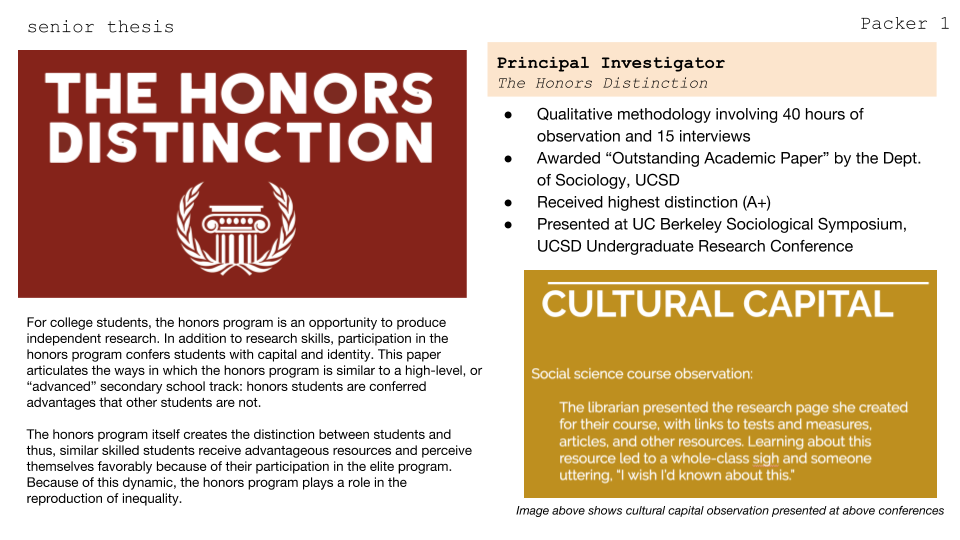 senior thesis
Packer 1
THE HONORS
DISTINCTION
For college students, the honors program is an opportunity to produce
independent research. In addition to research skills, participation in the
honors program confers students with capital and identity. This paper
articulates the ways in which the honors program is similar to a high-level, or
“advanced” secondary school track: honors students are conferred
advantages that other students are not.
The honors program itself creates the distinction between students and
thus, similar skilled students receive advantageous resources and perceive
themselves favorably because of their participation in the elite program.
Because of this dynamic, the honors program plays a role in the
reproduction of inequality.
Principal Investigator
The Honors Distinction
● Qualitative methodology involving 40 hours of
observation and 15 interviews
● Awarded “Outstanding Academic Paper” by the Dept.
of Sociology, UCSD
● Received highest distinction (A+)
● Presented at UC Berkeley Sociological Symposium,
UCSD Undergraduate Research Conference
CULTURAL CAPITAL
Social science course observation:
The librarian presented the research page she created
for their course, with links to tests and measures,
articles, and other resources. Learning about this
resource led to a whole-class sigh and someone
uttering, “I wish I’d known about this.”
Image above shows cultural capital observation presented at above conferences